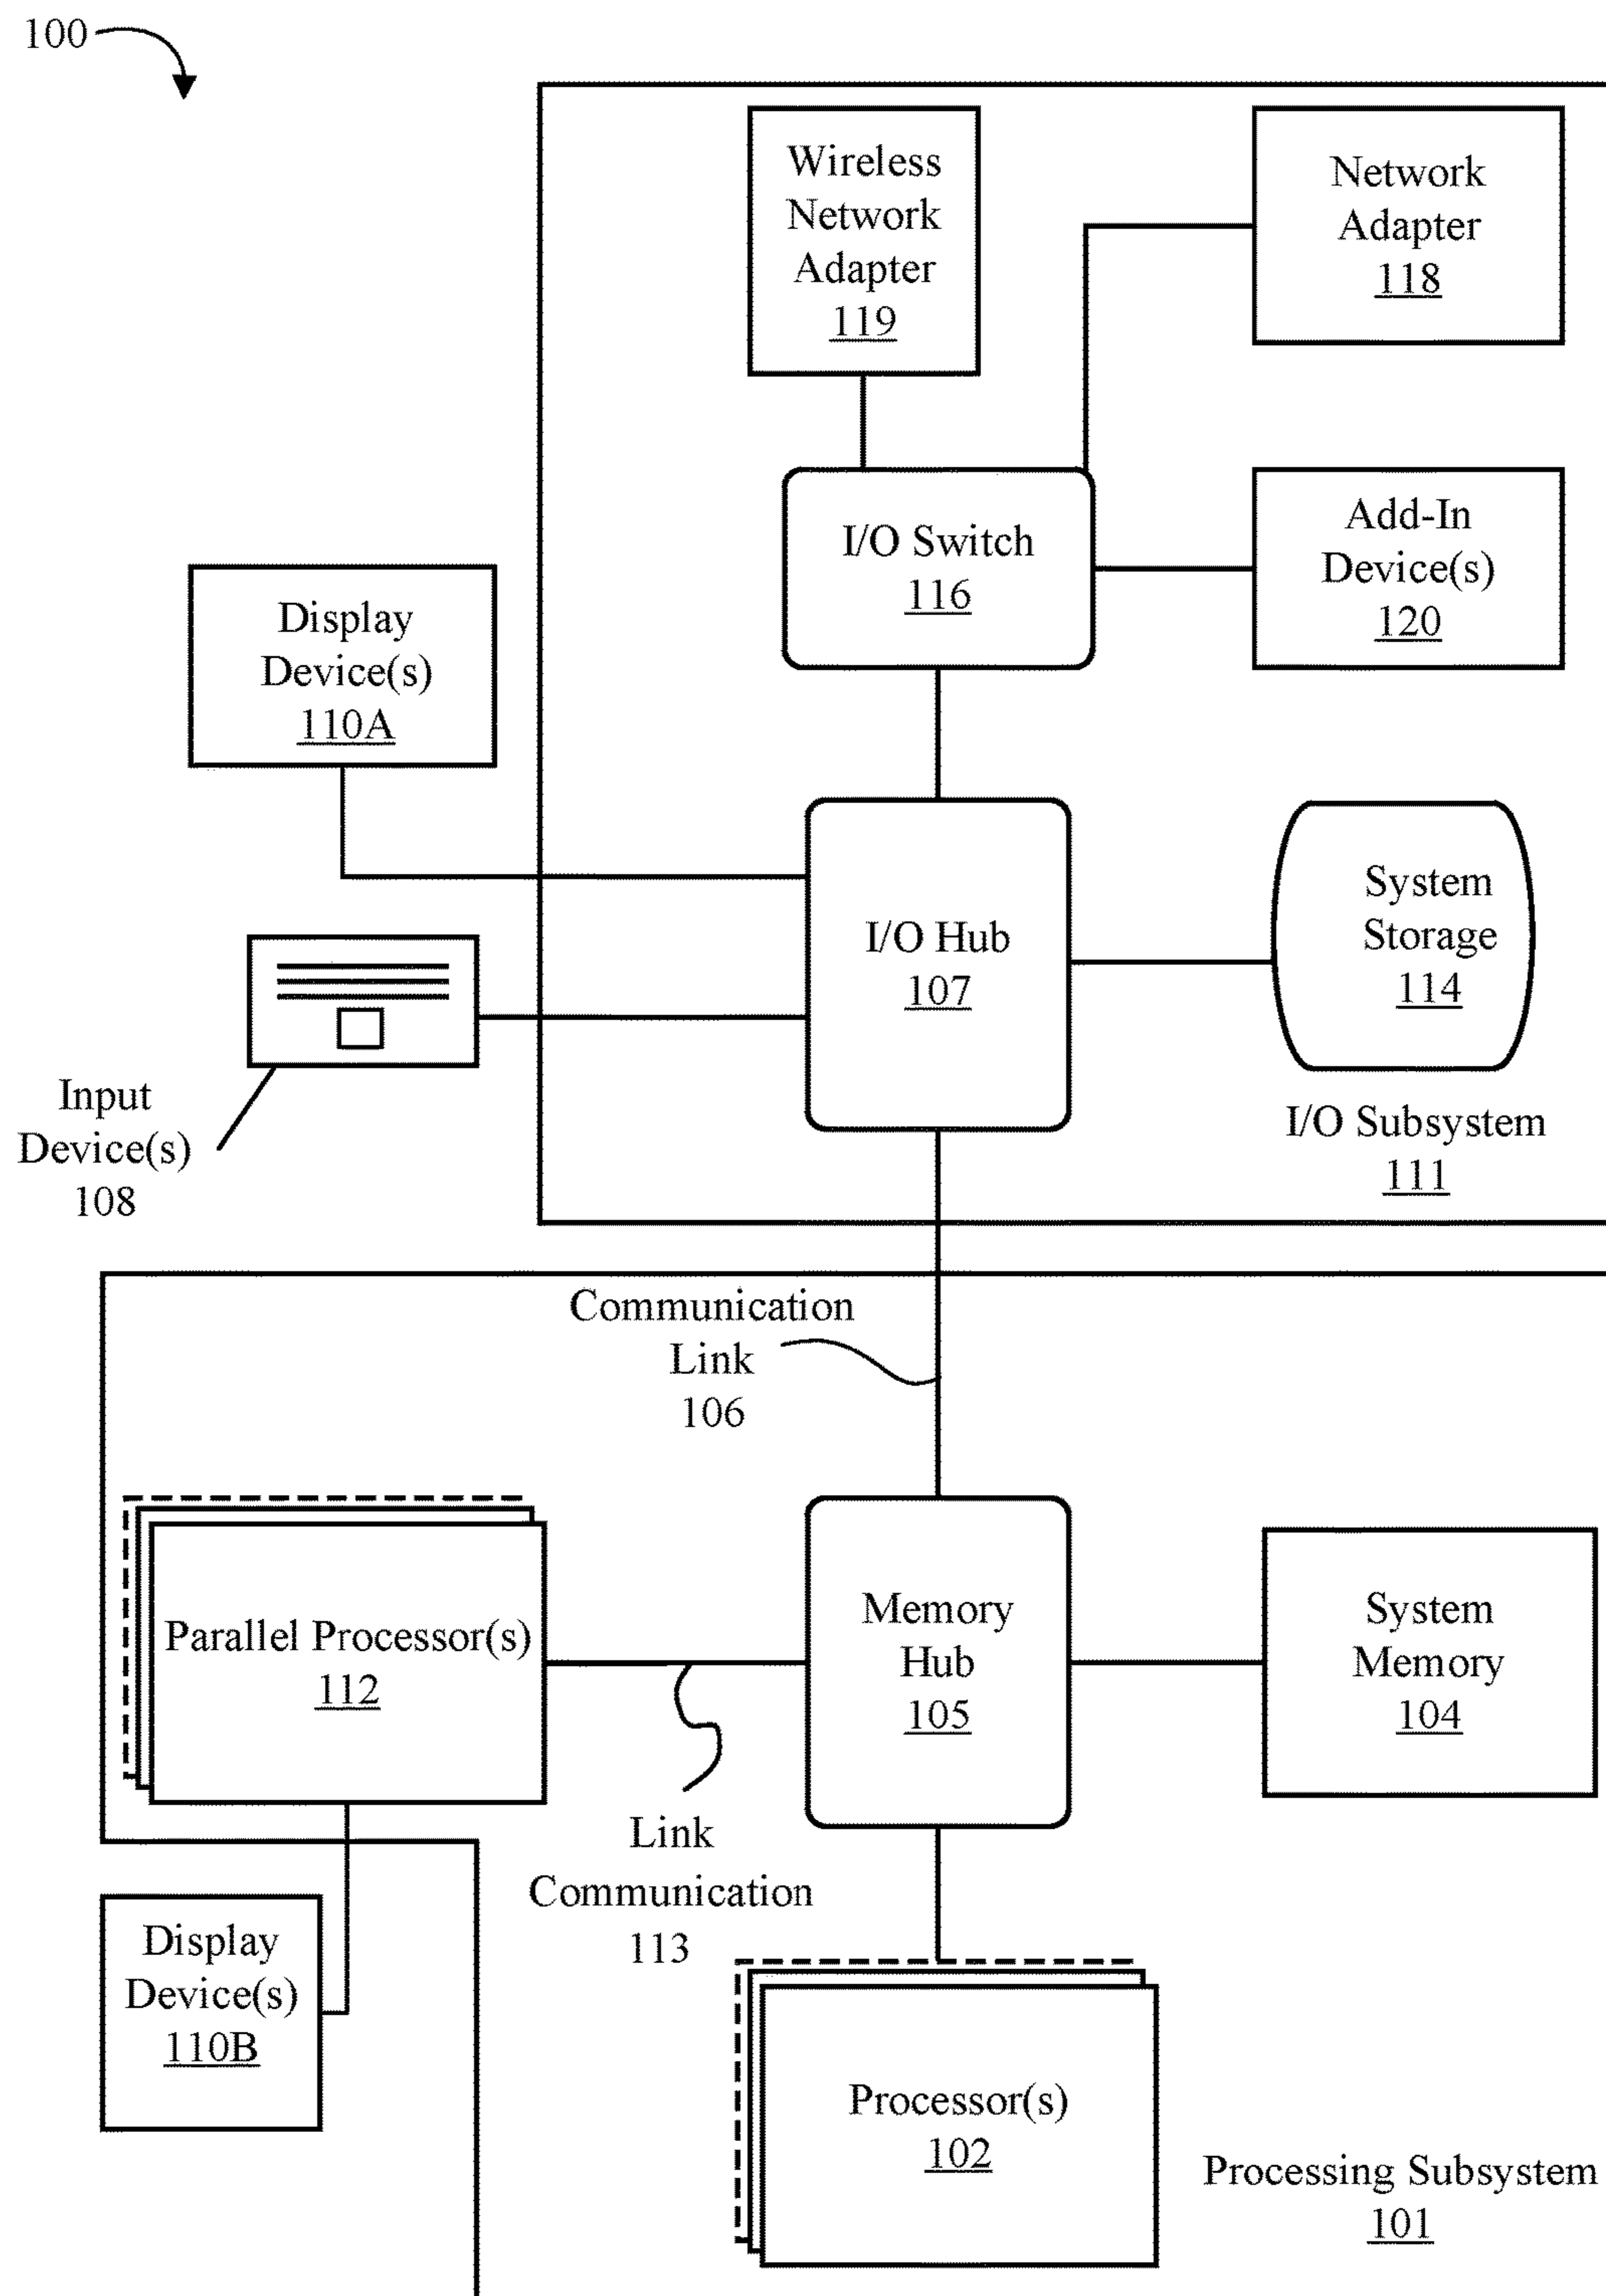 100
Wireless
Network
Adapter
119
Network
Adapter
118
I/O Switch
116
Add-In
Device(s)
120
Display
Device(s)
110A
I/O Hub
107
System
Storage
114
Input
Device(s)
108
I/O Subsystem
111
Communication
Link
106
Parallel Processor(s)
112
Memory
Hub
105
System
Memory
104
Link
Communication
113
Display
Device(s)
110B
Processor(s)
102
Processing Subsystem
101